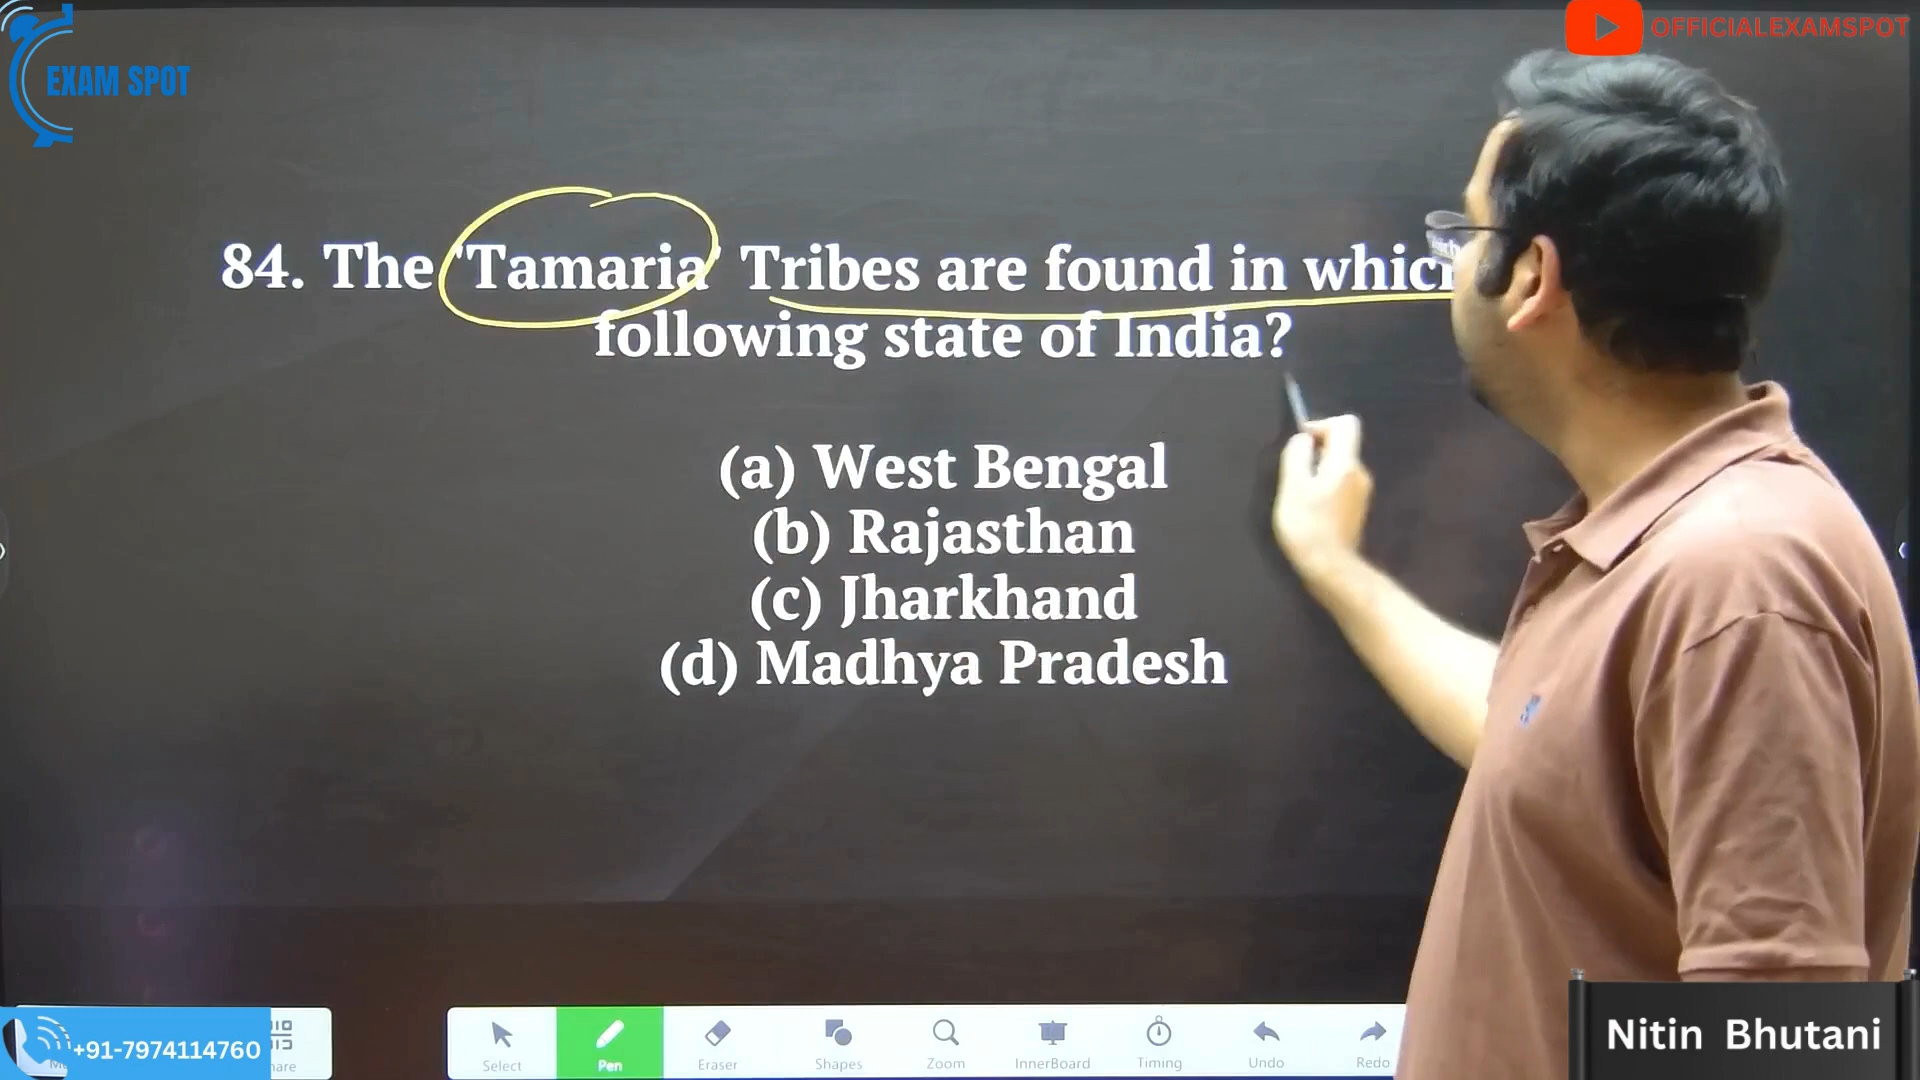 OFFICIALEXAMSPOT
EXAM SPOT
84. The 'Tamaria' Tribes are found in which
following state of India?
(a) West Bengal
(b) Rajasthan
(c) Jharkhand
(d) Madhya Pradesh
+91-7974114760
Select
Pen
Eraser
Shapes
Zoom
InnerBoard
Timing
Undo
Redo
Nitin Bhutani